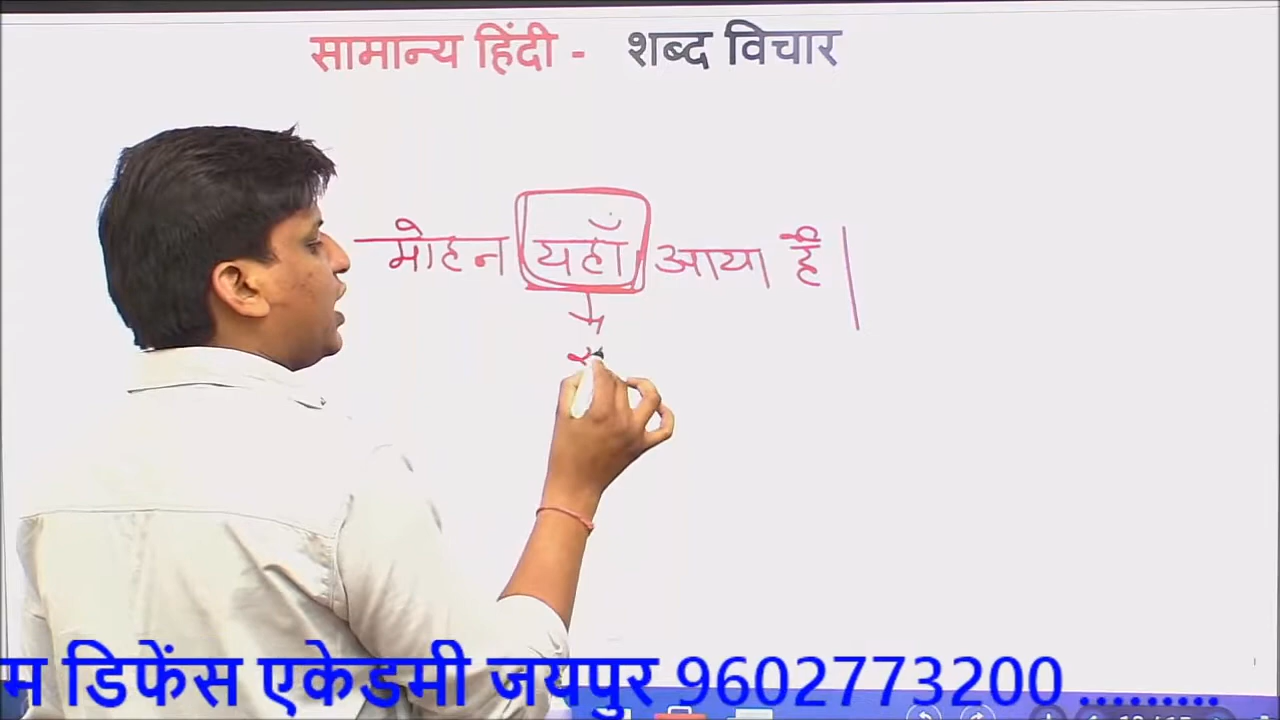 सामान्य हिंदी - शब्द विचार
मोहन यहाँ आया है।
म डिफेंस एकेडमी जयपुर 9602773200 .........